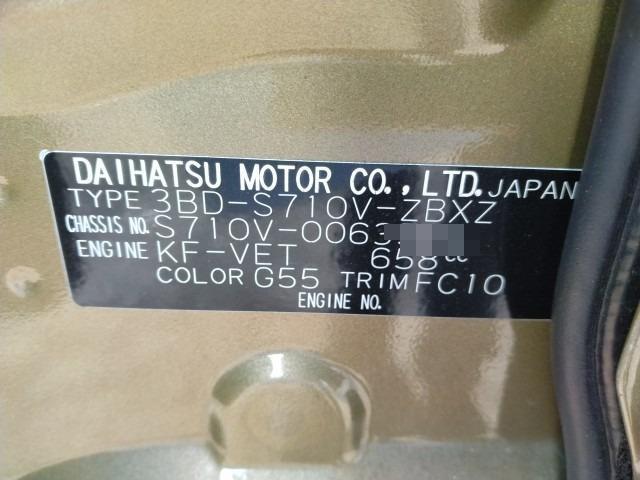 DAIHATSU MOTOR CO.,LTD. JAPAN
TYPE 3BD-S710V-ZBXZ
CHASSIS NO. S710V-0063
ENGINE KF-VET 658cc
COLOR G55 TRIM FC10
ENGINE NO.